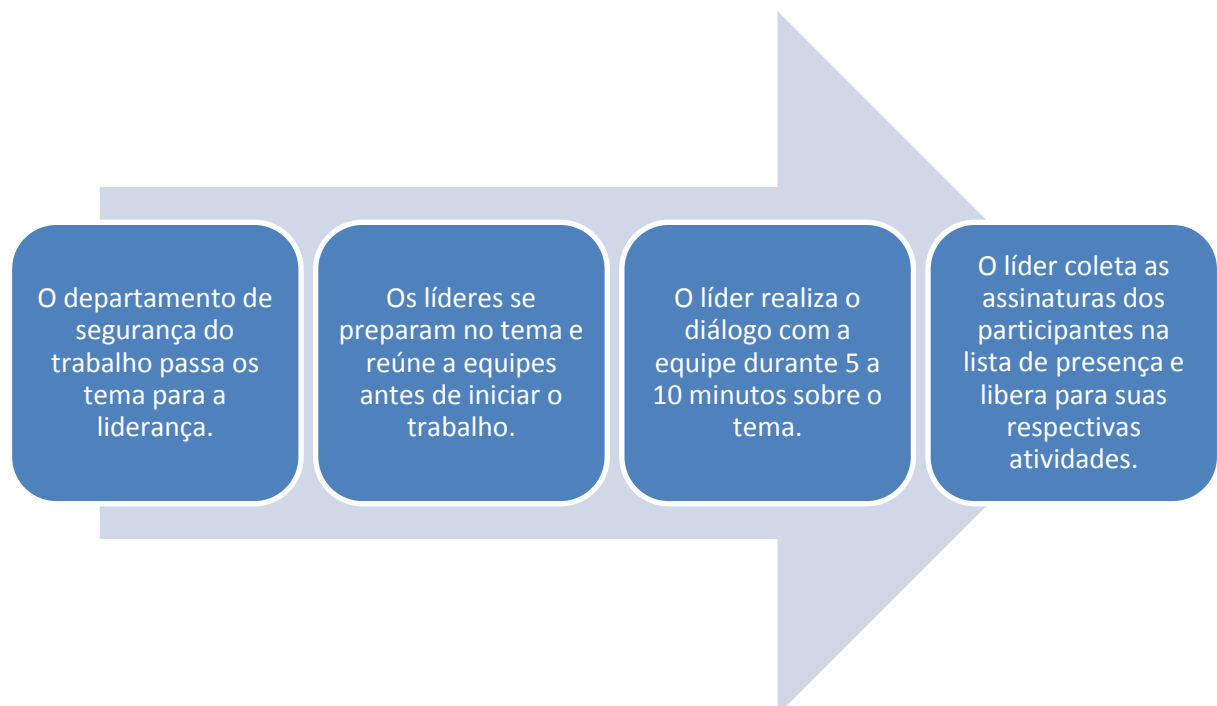 O departamento de
segurança do
trabalho passa os
tema para a
liderança.
Os líderes se
preparam no tema e
reúne a equipes
antes de iniciar o
trabalho.
O líder realiza o
diálogo com a
equipe durante 5 a
10 minutos sobre o
tema.
O líder coleta as
assinaturas dos
participantes na
lista de presença e
libera para suas
respectivas
atividades.